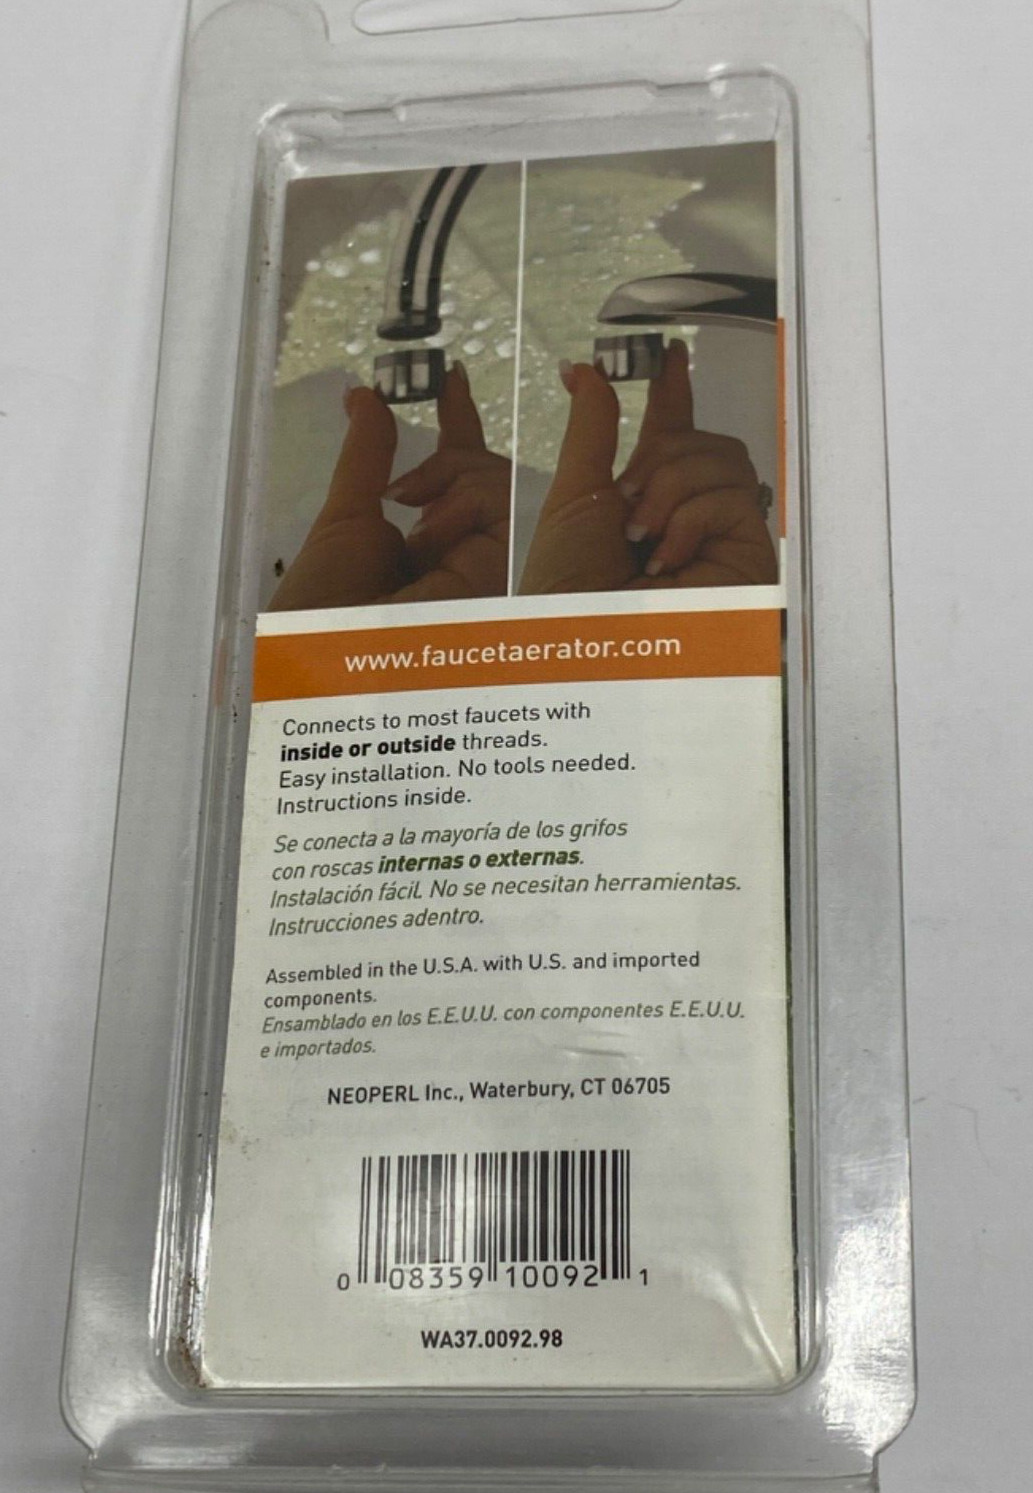 www.faucetaerator.com
Connects to most faucets with
inside or outside threads.
Easy installation. No tools needed.
Instructions inside.
Se conecta a la mayoría de los grifos
con roscas internas o externas.
Instalación fácil. No se necesitan herramientas.
Instrucciones adentro.
Assembled in the U.S.A. with U.S. and imported
components.
Ensamblado en los E.E.U.U. con componentes E.E.U.U.
e importados.
NEOPERL Inc., Waterbury, CT 06705
0 08359 10092 1
WA37.0092.98